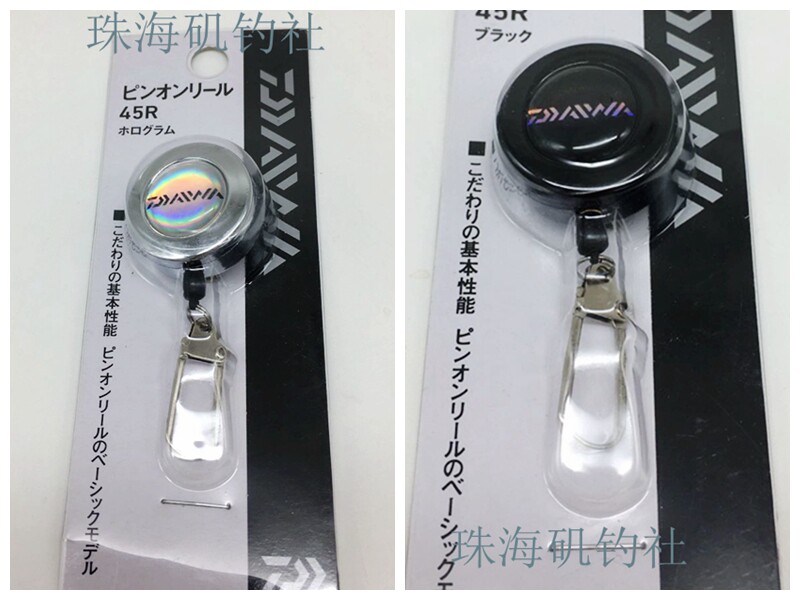 珠海矶钓社
ピンオンリール
45R
ホログラム
DAIWA
DAIWA
■こだわりの基本性能 ピンオンリールのベーシックモデル
45R
ブラック
DAIWA
DAIWA
■こだわりの基本性能 ピンオンリールのベーシックモ
珠海矶钓社